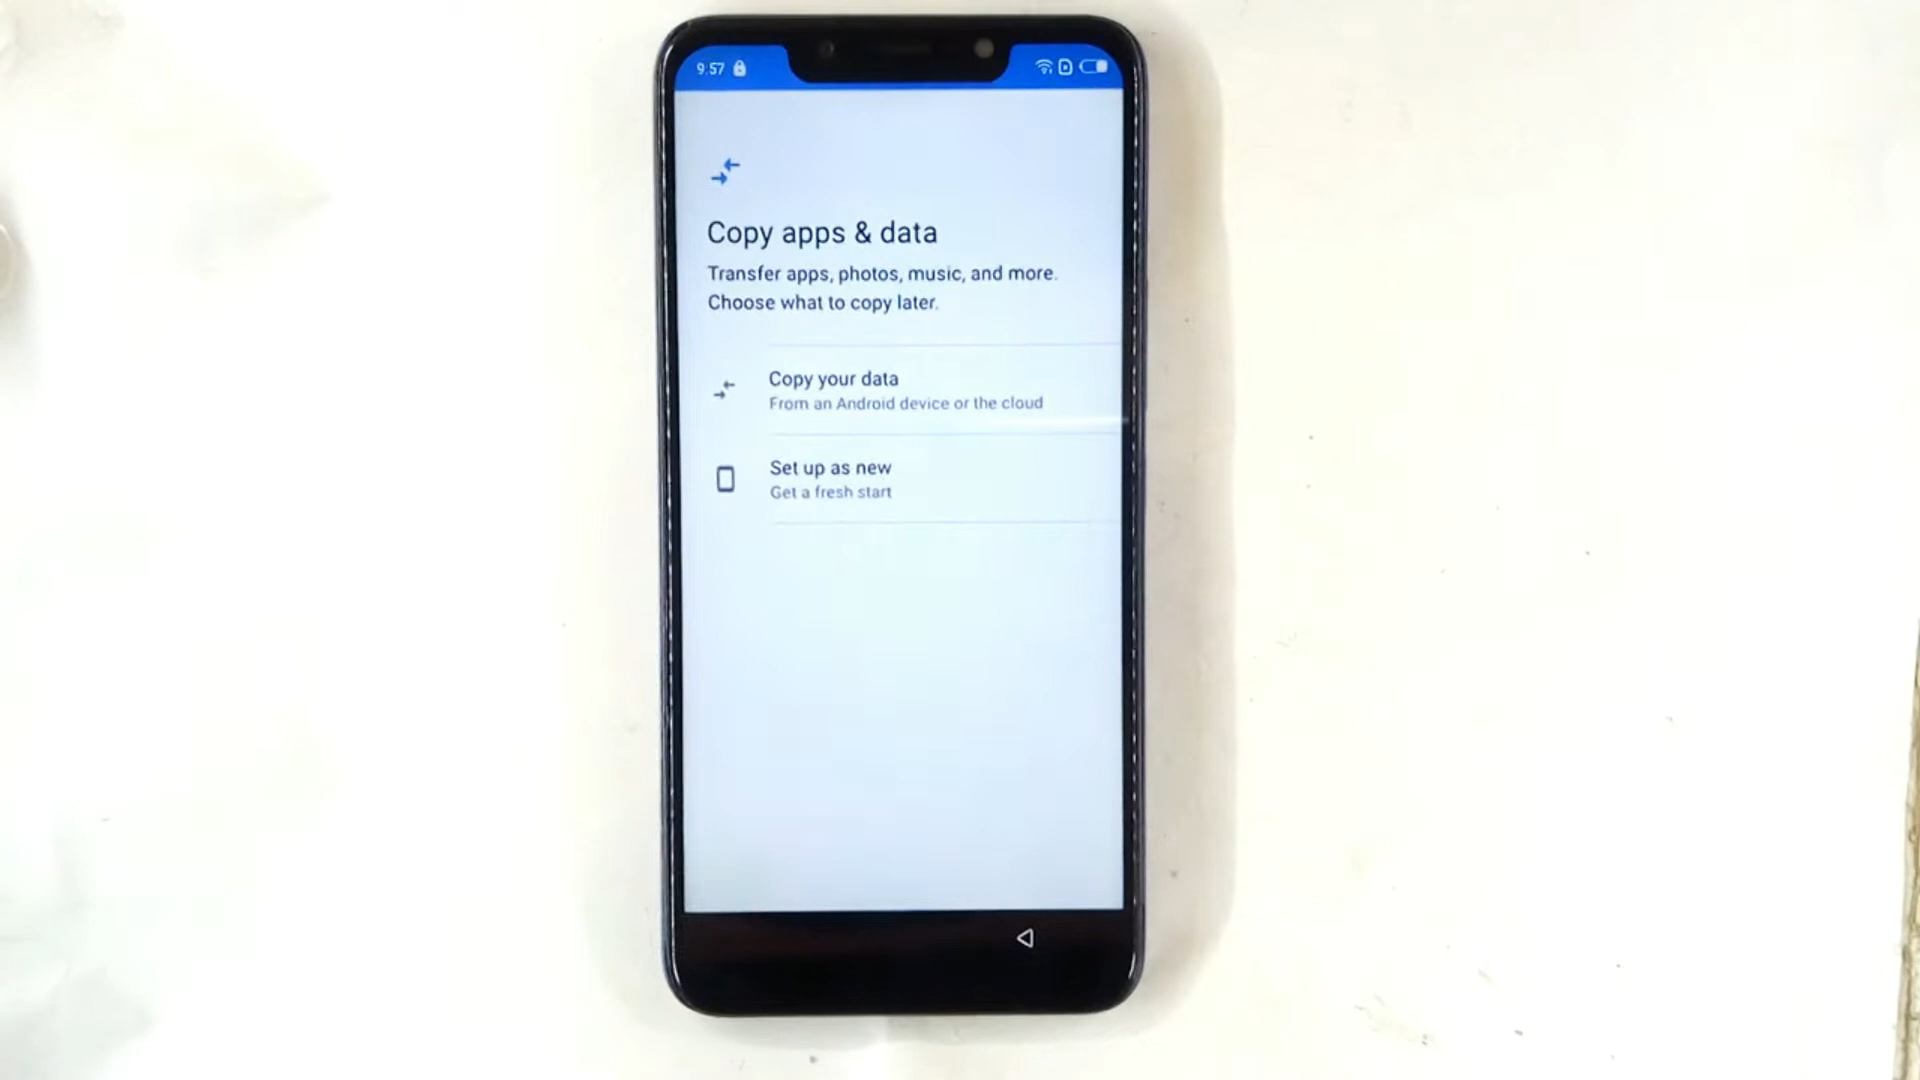 9.57
Copy apps & data
Transfer apps, photos, music, and more.
Choose what to copy later.
Copy your data
From an Android device or the cloud
Set up as new
Get a fresh start